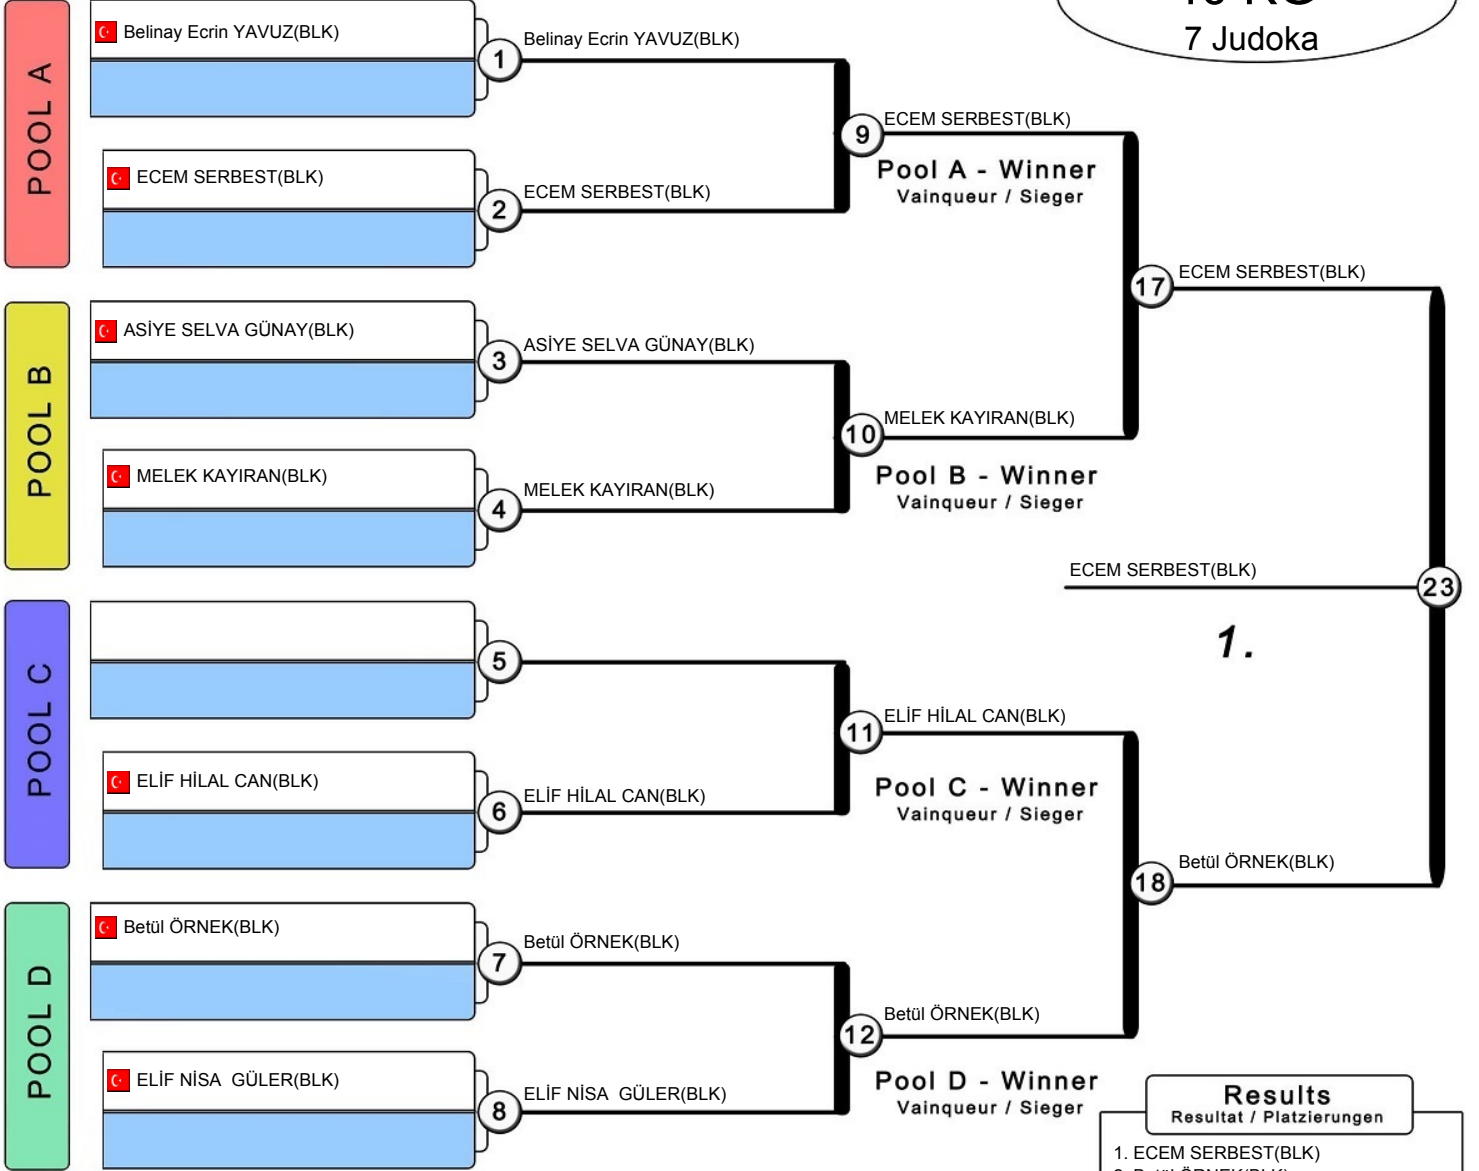 7 Judoka
POOL A
Belinay Ecrin YAVUZ(BLK)
1
Belinay Ecrin YAVUZ(BLK)
ECEM SERBEST(BLK)
2
ECEM SERBEST(BLK)
9
ECEM SERBEST(BLK)
Pool A - Winner
Vainqueur / Sieger
POOL B
ASİYE SELVA GÜNAY(BLK)
3
ASİYE SELVA GÜNAY(BLK)
MELEK KAYIRAN(BLK)
4
MELEK KAYIRAN(BLK)
10
MELEK KAYIRAN(BLK)
Pool B - Winner
Vainqueur / Sieger
17
ECEM SERBEST(BLK)
ECEM SERBEST(BLK)
23
1.
POOL C
5
ELİF HİLAL CAN(BLK)
6
ELİF HİLAL CAN(BLK)
11
ELİF HİLAL CAN(BLK)
Pool C - Winner
Vainqueur / Sieger
18
Betül ÖRNEK(BLK)
POOL D
Betül ÖRNEK(BLK)
7
Betül ÖRNEK(BLK)
ELİF NİSA  GÜLER(BLK)
8
ELİF NİSA  GÜLER(BLK)
12
Betül ÖRNEK(BLK)
Pool D - Winner
Vainqueur / Sieger
Results
Resultat / Platzierungen
1. ECEM SERBEST(BLK)